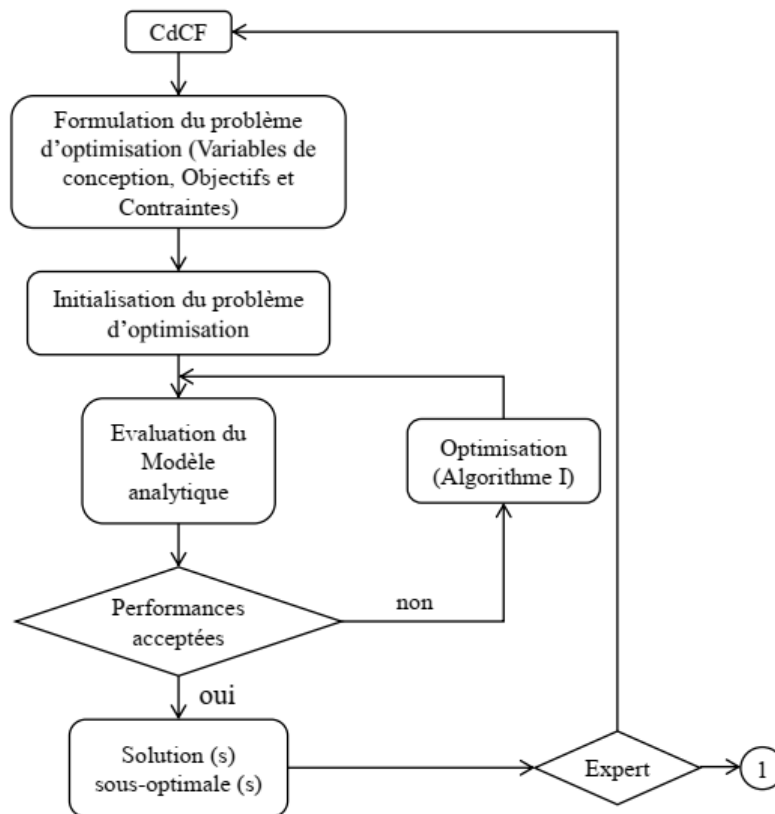 CdCF
Formulation du problème
d’optimisation (Variables de
conception, Objectifs et
Contraintes)
Initialisation du problème
d’optimisation
Evaluation du
Modèle
analytique
Optimisation
(Algorithme I)
Performances
acceptées
non
oui
Solution (s)
sous-optimale (s)
Expert
1